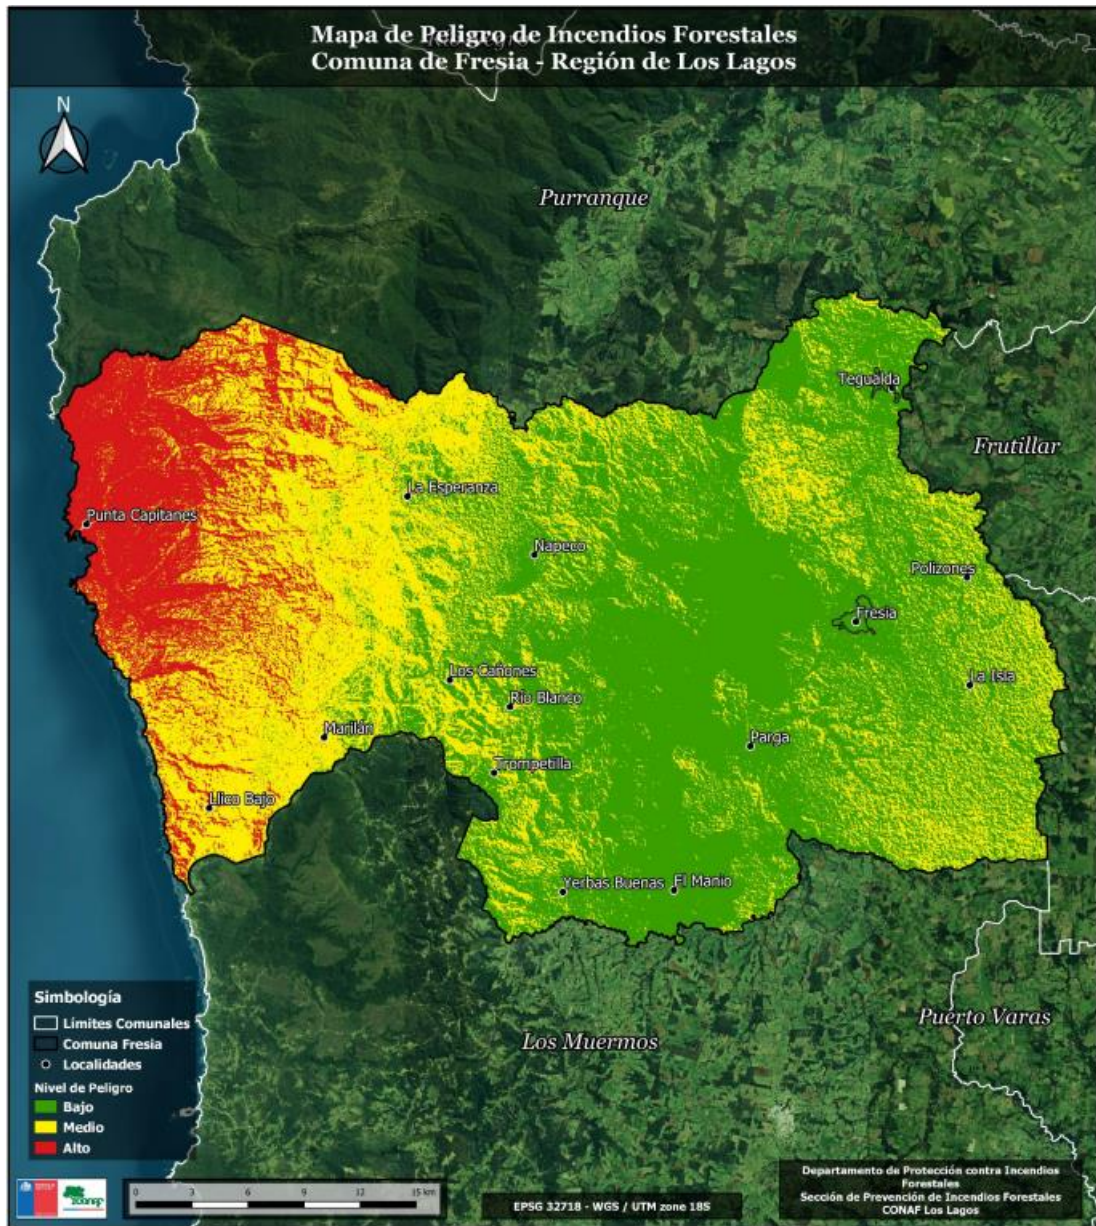 Mapa de Peligro de Incendios Forestales
Comuna de Fresia - Región de Los Lagos
N
Purranque
Tegualda
Frutillar
La Esperanza
Punta Capitanes
Napeco
Polizones
Fresia
Los Cañones
La Isla
Río Blanco
Marilán
Parga
Trompetilla
Llico Bajo
Yerbas Buenas
El Manio
Simbología
Límites Comunales
Comuna Fresia
Localidades
Nivel de Peligro
Bajo
Medio
Alto
Puerto Varas
Los Muermos
CONAF
0 3 6 9 12 15 km
EPSG 32718 - WGS / UTM zone 18S
Departamento de Protección contra Incendios
Forestales
Sección de Prevención de Incendios Forestales
CONAF Los Lagos